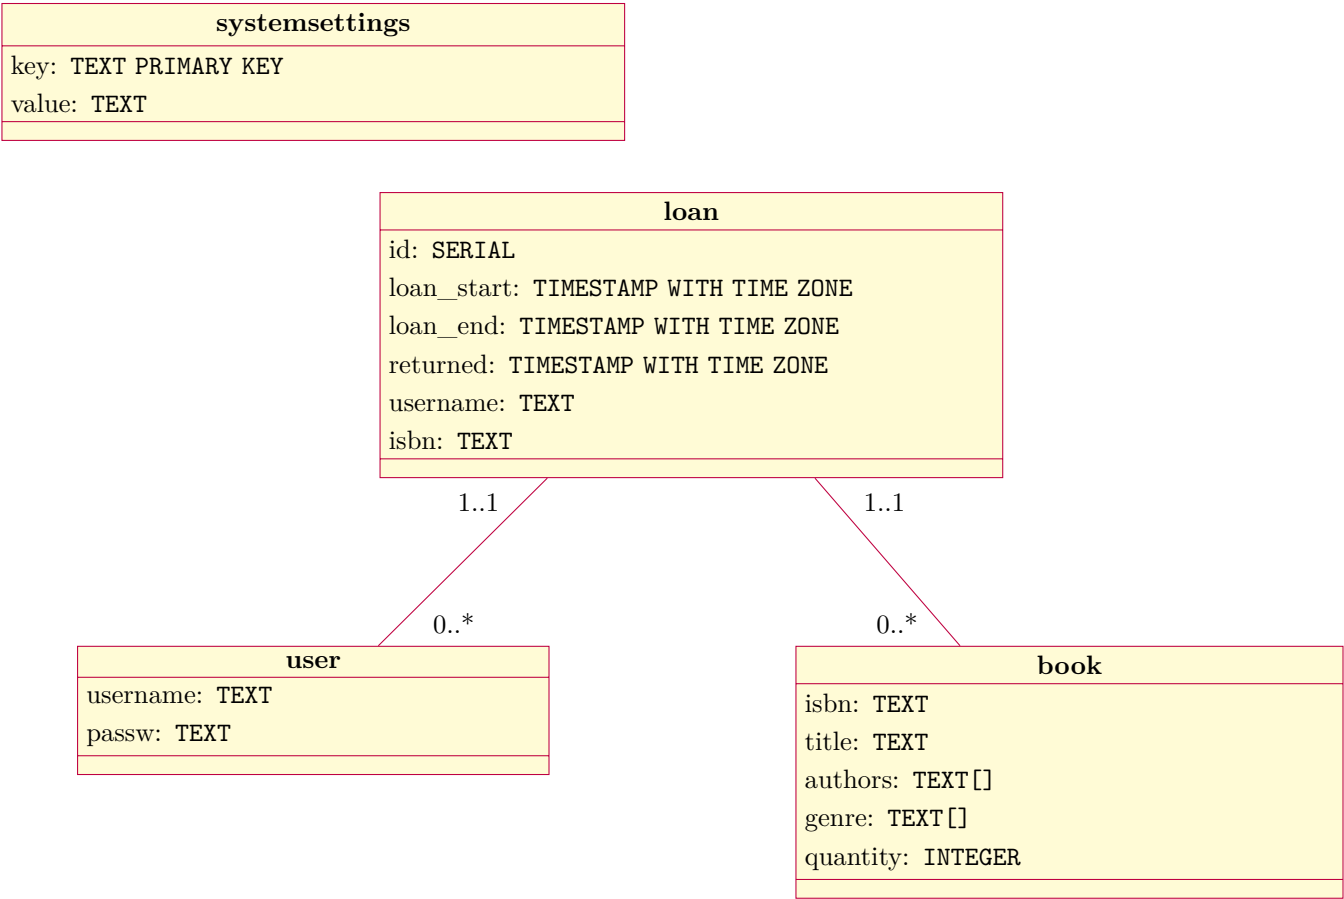 systemsettings
key: TEXT PRIMARY KEY
value: TEXT
loan
id: SERIAL
loan_start: TIMESTAMP WITH TIME ZONE
loan_end: TIMESTAMP WITH TIME ZONE
returned: TIMESTAMP WITH TIME ZONE
username: TEXT
isbn: TEXT
1..1
1..1
0..*
0..*
user
username: TEXT
passw: TEXT
book
isbn: TEXT
title: TEXT
authors: TEXT[]
genre: TEXT[]
quantity: INTEGER